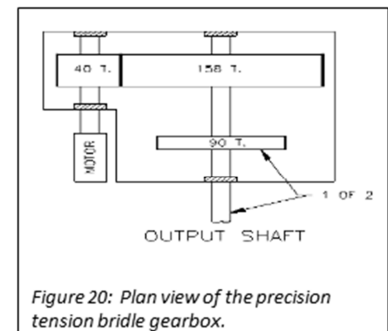 40 T.
158 T.
90 T.
MOTOR
1 OF 2
OUTPUT SHAFT
Figure 20: Plan view of the precision
tension bridle gearbox.